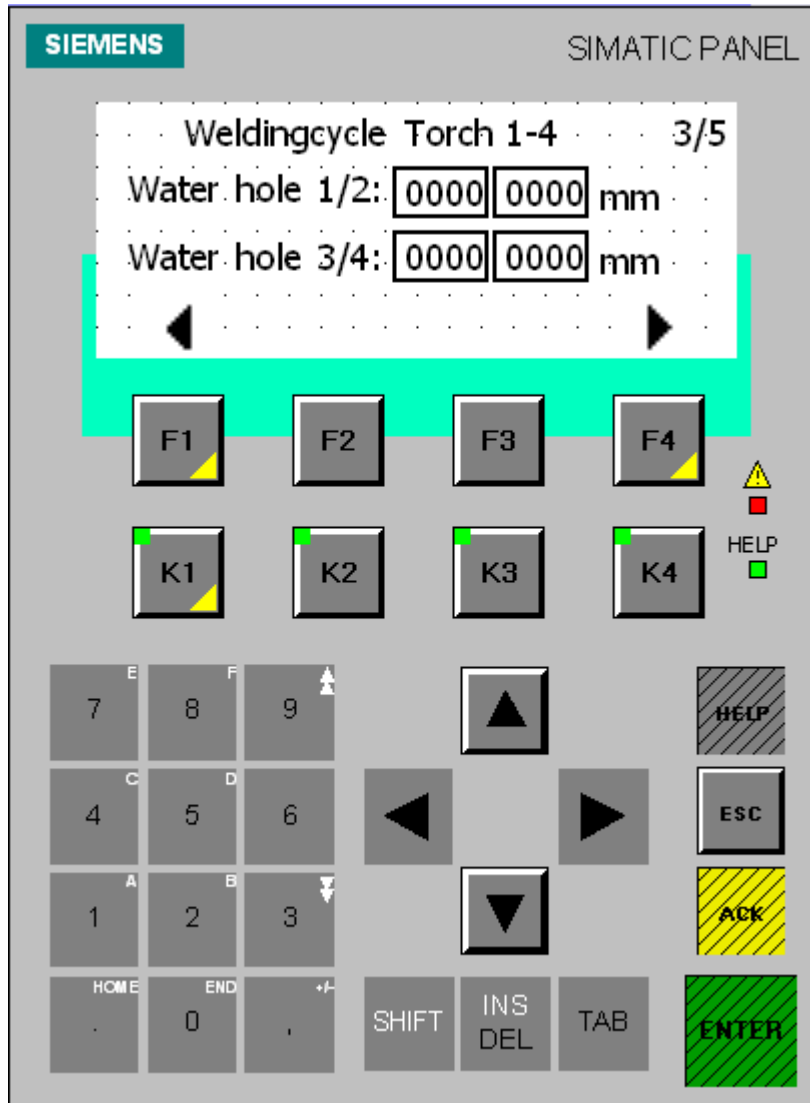 SIEMENS
SIMATIC PANEL
Weldingcycle Torch 1-4 3/5
Water hole 1/2: 0000 0000 mm
Water hole 3/4: 0000 0000 mm
F1 F2 F3 F4
HELP
K1 K2 K3 K4
E F
7 8 9 HELP
C D
4 5 6 ESC
A B
1 2 3 ACK
HOME END +/-
. 0 , SHIFT INS DEL TAB ENTER